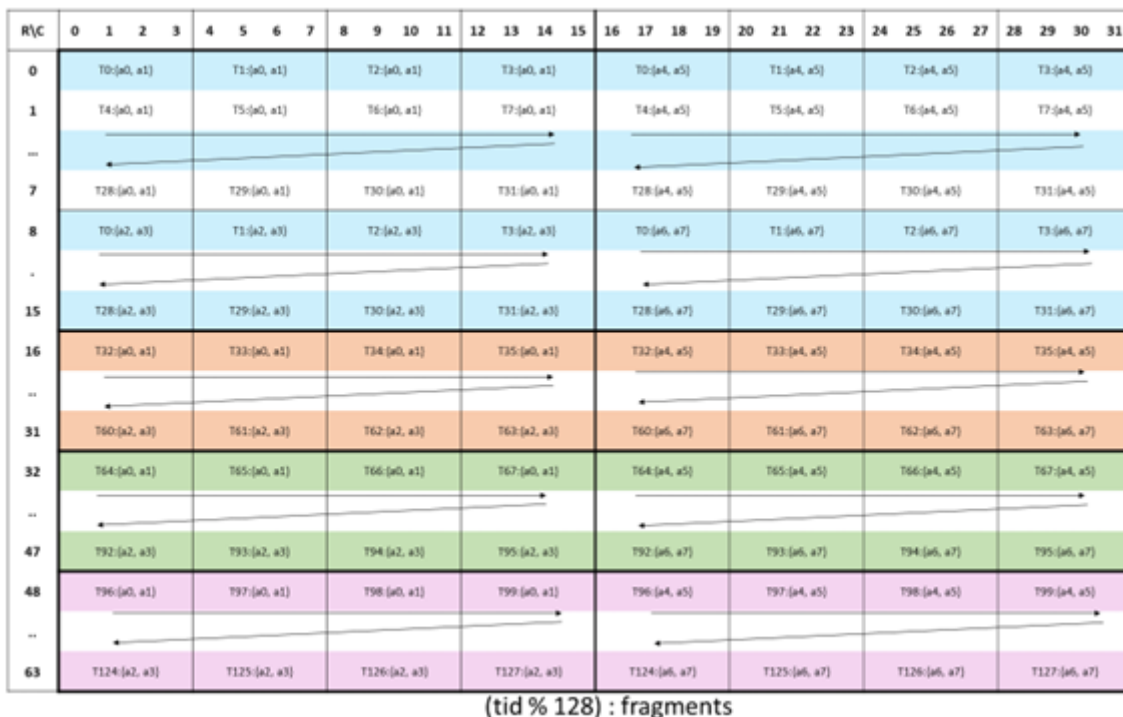 R\C 0 1 2 3 4 5 6 7 8 9 10 11 12 13 14 15 16 17 18 19 20 21 22 23 24 25 26 27 28 29 30 31
0 T0:{a0, a1} T1:{a0, a1} T2:{a0, a1} T3:{a0, a1} T0:{a4, a5} T1:{a4, a5} T2:{a4, a5} T3:{a4, a5}
1 T4:{a0, a1} T5:{a0, a1} T6:{a0, a1} T7:{a0, a1} T4:{a4, a5} T5:{a4, a5} T6:{a4, a5} T7:{a4, a5}
...
7 T28:{a0, a1} T29:{a0, a1} T30:{a0, a1} T31:{a0, a1} T28:{a4, a5} T29:{a4, a5} T30:{a4, a5} T31:{a4, a5}
8 T0:{a2, a3} T1:{a2, a3} T2:{a2, a3} T3:{a2, a3} T0:{a6, a7} T1:{a6, a7} T2:{a6, a7} T3:{a6, a7}
.
15 T28:{a2, a3} T29:{a2, a3} T30:{a2, a3} T31:{a2, a3} T28:{a6, a7} T29:{a6, a7} T30:{a6, a7} T31:{a6, a7}
16 T32:{a0, a1} T33:{a0, a1} T34:{a0, a1} T35:{a0, a1} T32:{a4, a5} T33:{a4, a5} T34:{a4, a5} T35:{a4, a5}
..
31 T60:{a2, a3} T61:{a2, a3} T62:{a2, a3} T63:{a2, a3} T60:{a6, a7} T61:{a6, a7} T62:{a6, a7} T63:{a6, a7}
32 T64:{a0, a1} T65:{a0, a1} T66:{a0, a1} T67:{a0, a1} T64:{a4, a5} T65:{a4, a5} T66:{a4, a5} T67:{a4, a5}
..
47 T92:{a2, a3} T93:{a2, a3} T94:{a2, a3} T95:{a2, a3} T92:{a6, a7} T93:{a6, a7} T94:{a6, a7} T95:{a6, a7}
48 T96:{a0, a1} T97:{a0, a1} T98:{a0, a1} T99:{a0, a1} T96:{a4, a5} T97:{a4, a5} T98:{a4, a5} T99:{a4, a5}
..
63 T124:{a2, a3} T125:{a2, a3} T126:{a2, a3} T127:{a2, a3} T124:{a6, a7} T125:{a6, a7} T126:{a6, a7} T127:{a6, a7}
(tid % 128) : fragments